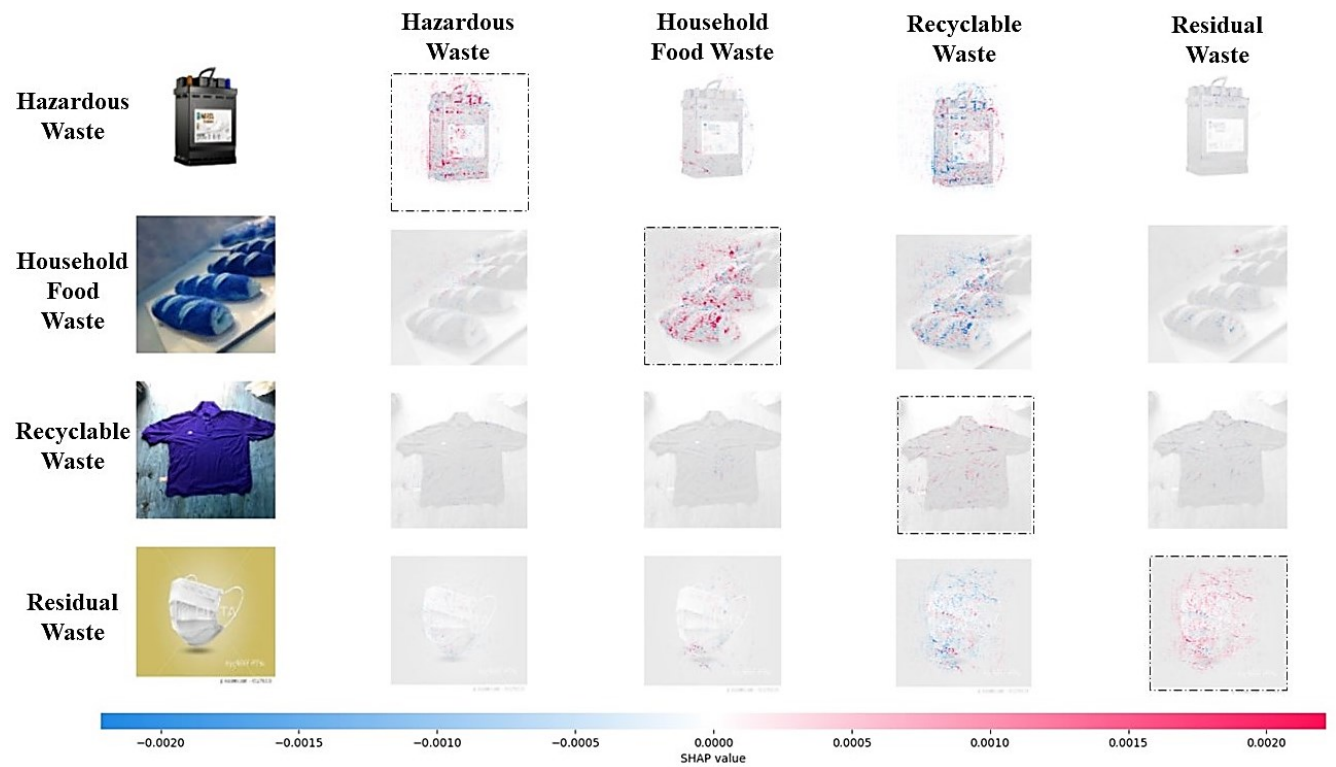 Hazardous Waste
Household Food Waste
Recyclable Waste
Residual Waste
Hazardous
Waste
Household
Food
Waste
Recyclable
Waste
Residual
Waste
TA
−0.0020 −0.0015 −0.0010 −0.0005 0.0000 0.0005 0.0010 0.0015 0.0020
SHAP value